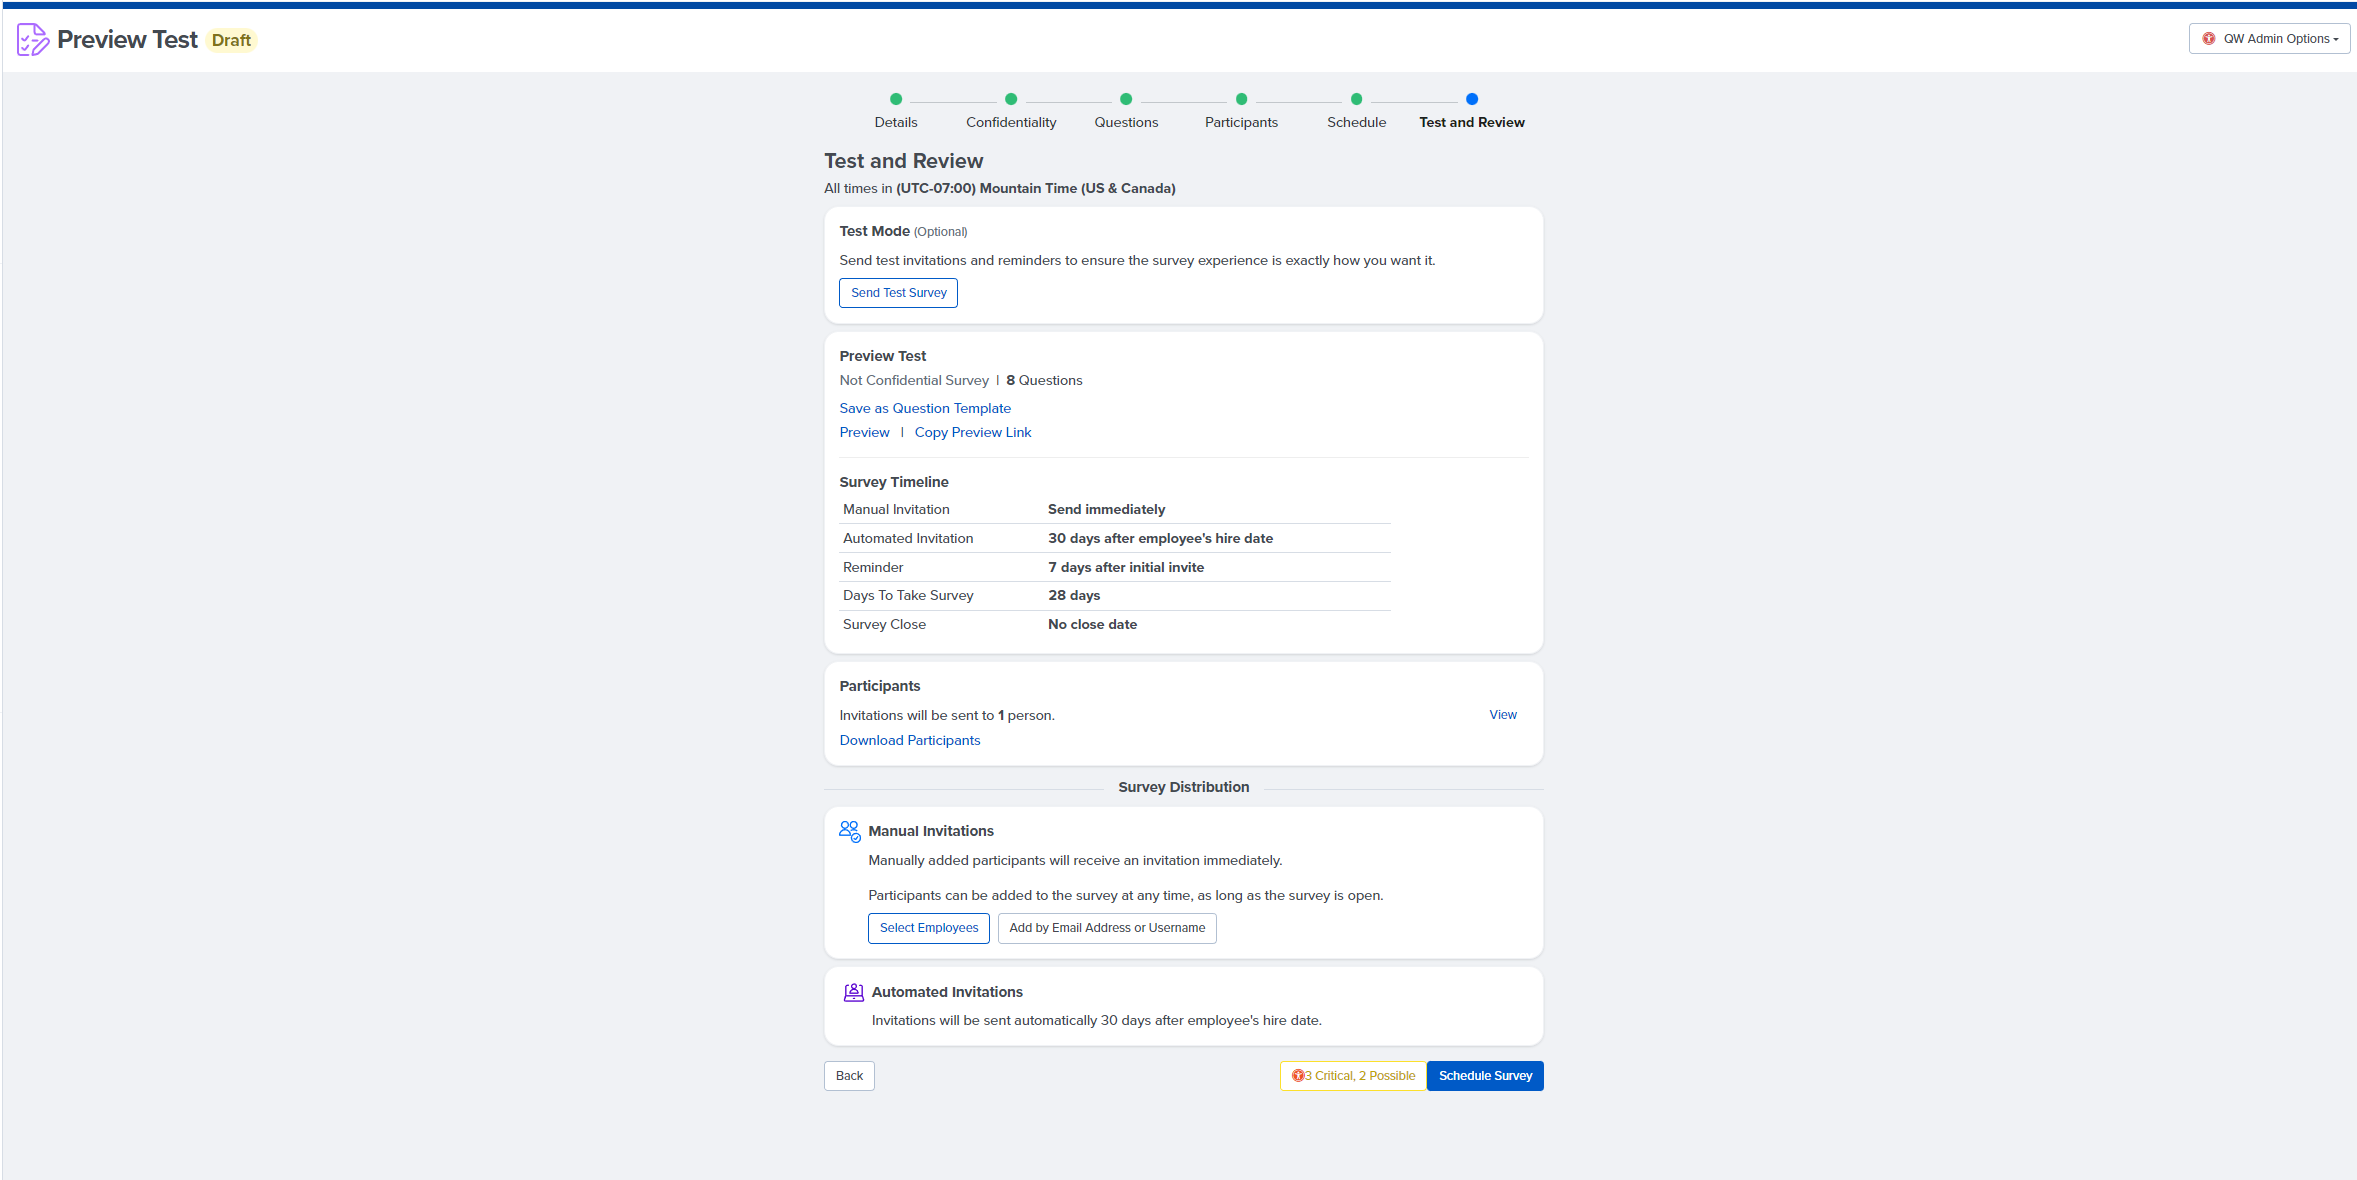 Preview Test Draft
QW Admin Options
Details Confidentiality Questions Participants Schedule Test and Review
Test and Review
All times in (UTC-07:00) Mountain Time (US & Canada)
Test Mode (Optional)
Send test invitations and reminders to ensure the survey experience is exactly how you want it.
Send Test Survey
Preview Test
Not Confidential Survey | 8 Questions
Save as Question Template
Preview | Copy Preview Link
Survey Timeline
Manual Invitation Send immediately
Automated Invitation 30 days after employee's hire date
Reminder 7 days after initial invite
Days To Take Survey 28 days
Survey Close No close date
Participants
Invitations will be sent to 1 person. View
Download Participants
Survey Distribution
Manual Invitations
Manually added participants will receive an invitation immediately.
Participants can be added to the survey at any time, as long as the survey is open.
Select Employees Add by Email Address or Username
Automated Invitations
Invitations will be sent automatically 30 days after employee's hire date.
Back 3 Critical, 2 Possible Schedule Survey